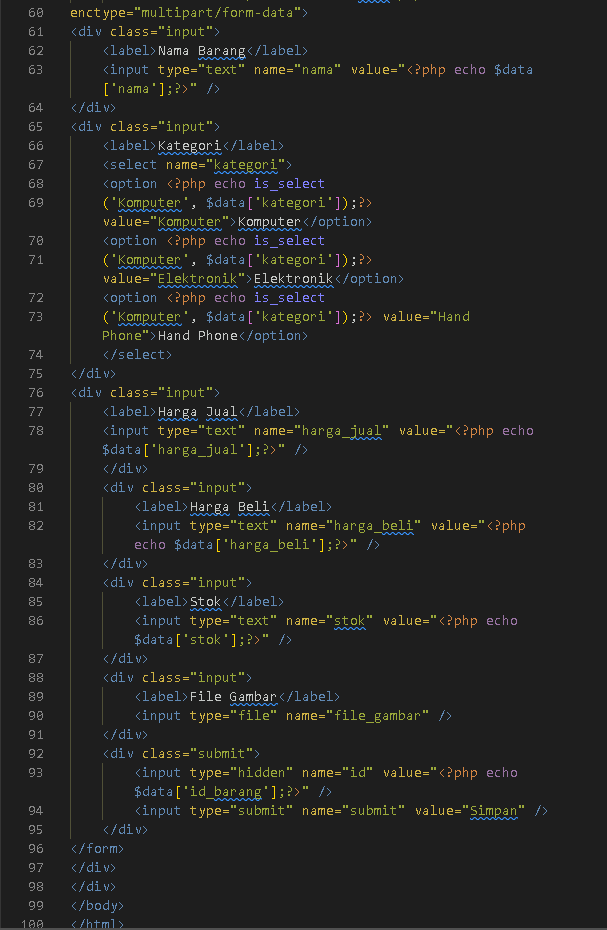 60 enctype="multipart/form-data">
61 <div class="input">
62 <label>Nama Barang</label>
63 <input type="text" name="nama" value="<?php echo $data
['nama'];?>" />
64 </div>
65 <div class="input">
66 <label>Kategori</label>
67 <select name="kategori">
68 <option <?php echo is_select
69 ('Komputer', $data['kategori']);?>
value="Komputer">Komputer</option>
70 <option <?php echo is_select
71 ('Komputer', $data['kategori']);?>
value="Elektronik">Elektronik</option>
72 <option <?php echo is_select
73 ('Komputer', $data['kategori']);?> value="Hand
Phone">Hand Phone</option>
74 </select>
75 </div>
76 <div class="input">
77 <label>Harga Jual</label>
78 <input type="text" name="harga_jual" value="<?php echo
$data['harga_jual'];?>" />
79 </div>
80 <div class="input">
81 <label>Harga Beli</label>
82 <input type="text" name="harga_beli" value="<?php
echo $data['harga_beli'];?>" />
83 </div>
84 <div class="input">
85 <label>Stok</label>
86 <input type="text" name="stok" value="<?php echo
$data['stok'];?>" />
87 </div>
88 <div class="input">
89 <label>File Gambar</label>
90 <input type="file" name="file_gambar" />
91 </div>
92 <div class="submit">
93 <input type="hidden" name="id" value="<?php echo
$data['id_barang'];?>" />
94 <input type="submit" name="submit" value="Simpan" />
95 </div>
96 </form>
97 </div>
98 </div>
99 </body>
100 </html>